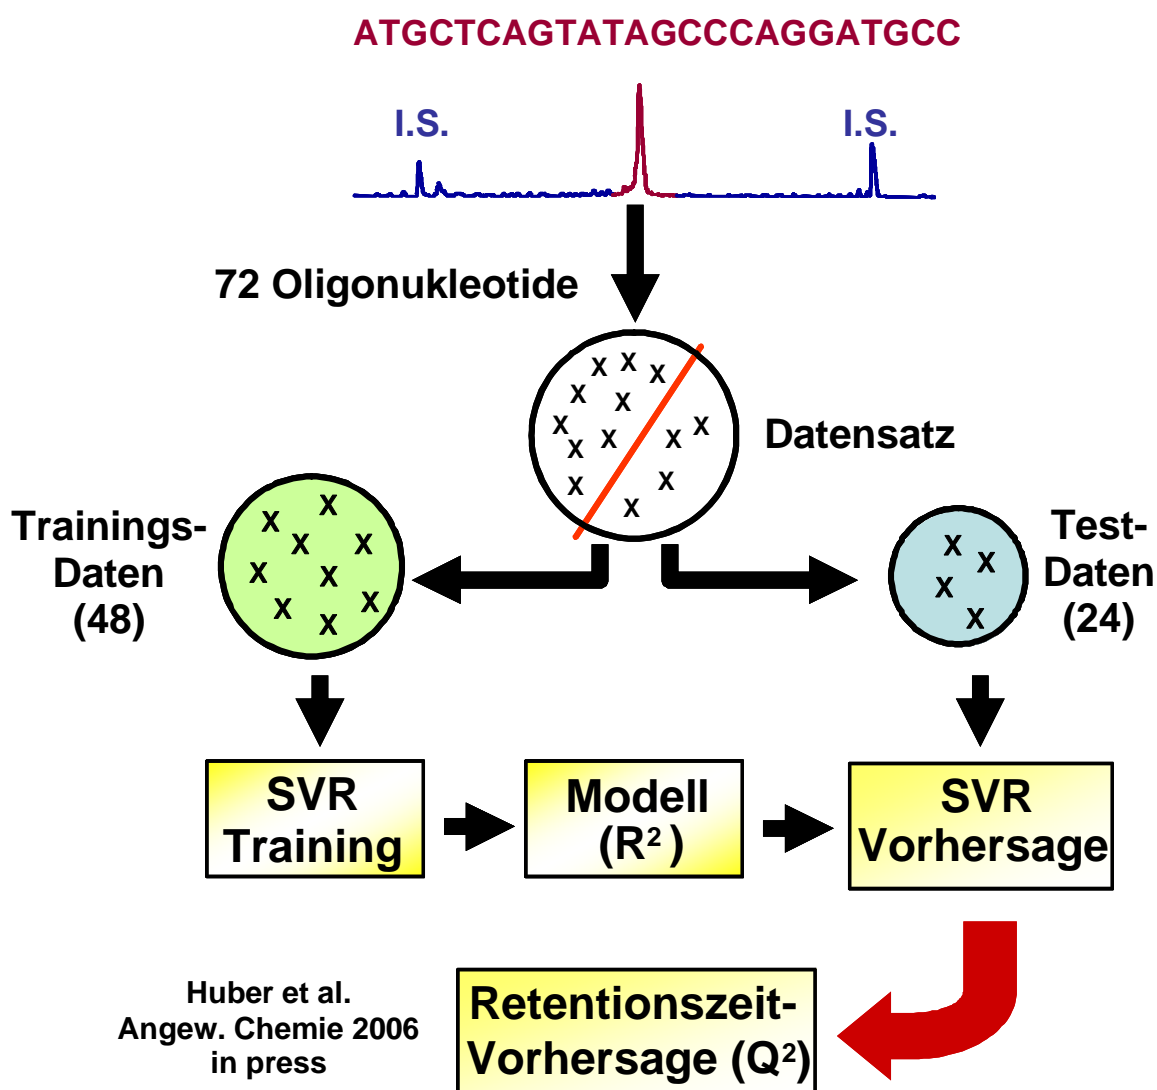 ATGCTCAGTATAGCCCAGGATGCC
I.S.
I.S.
72 Oligonukleotide
Datensatz
Trainings-
Daten
(48)
Test-
Daten
(24)
SVR
Training
Modell
(R²)
SVR
Vorhersage
Huber et al.
Angew. Chemie 2006
in press
Retentionszeit-
Vorhersage (Q²)